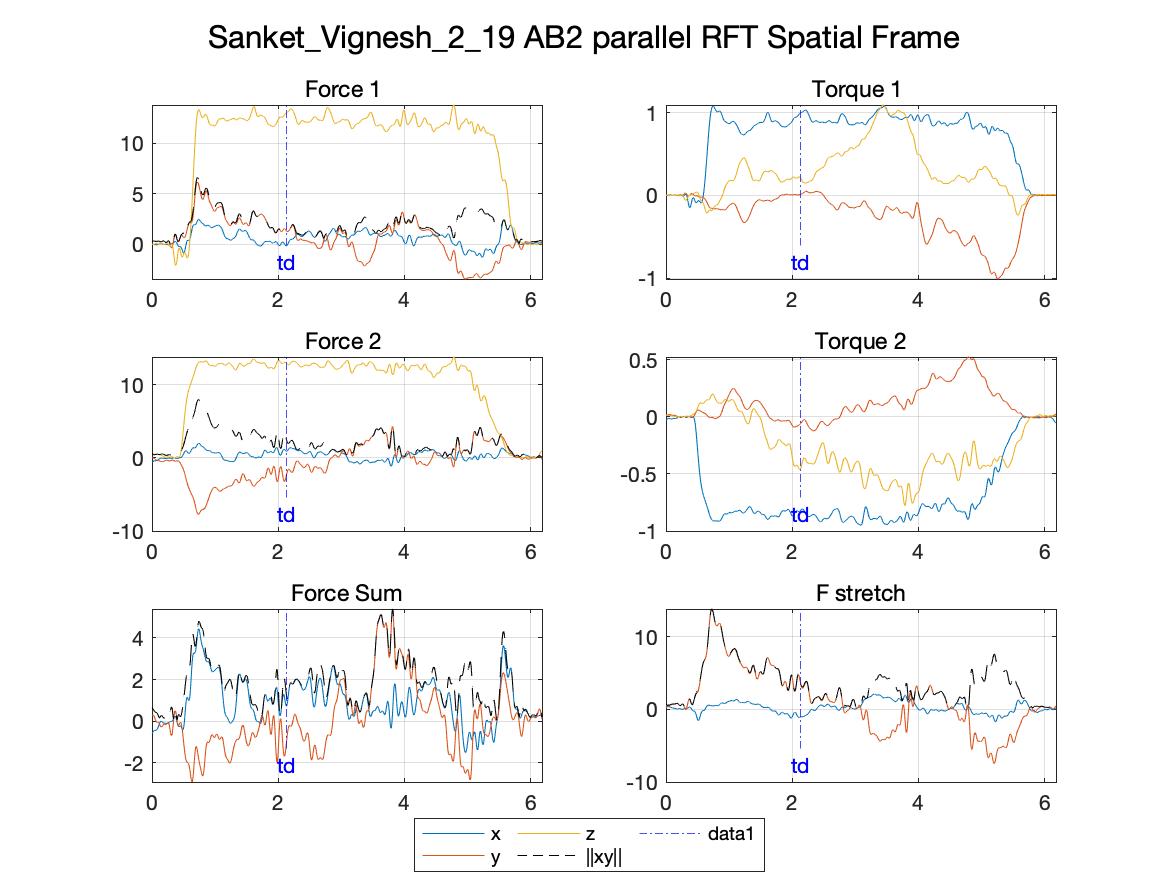 Sanket_Vignesh_2_19 AB2 parallel RFT Spatial Frame
Force 1
10
5
0
td
0 2 4 6
Torque 1
1
0
-1
td
0 2 4 6
Force 2
10
0
-10
td
0 2 4 6
Torque 2
0.5
0
-0.5
-1
td
0 2 4 6
Force Sum
4
2
0
-2
td
0 2 4 6
F stretch
10
0
-10
td
0 2 4 6
x z data1
y ||xy||